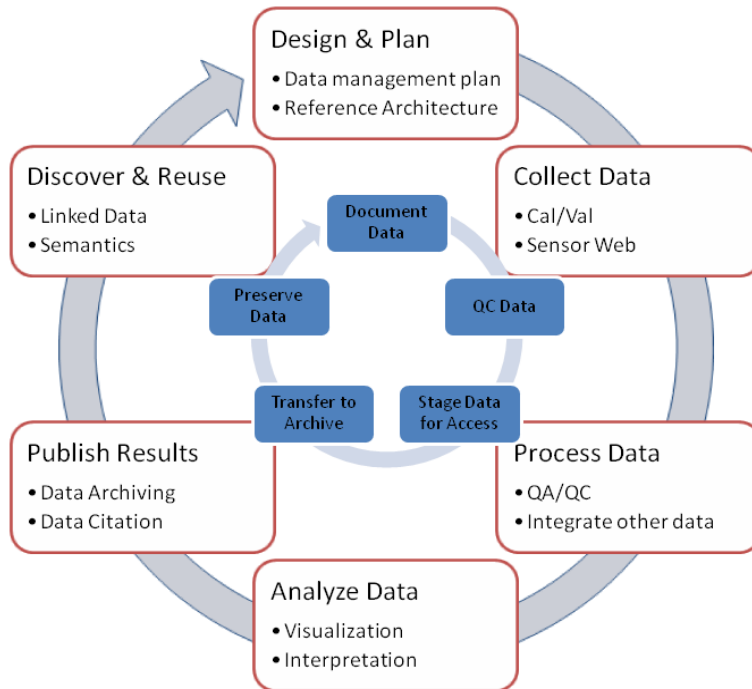 Design & Plan
• Data management plan
• Reference Architecture
Discover & Reuse
• Linked Data
• Semantics
Collect Data
• Cal/Val
• Sensor Web
Document
Data
Preserve
Data
QC Data
Transfer to
Archive
Stage Data
for Access
Publish Results
• Data Archiving
• Data Citation
Process Data
• QA/QC
• Integrate other data
Analyze Data
• Visualization
• Interpretation